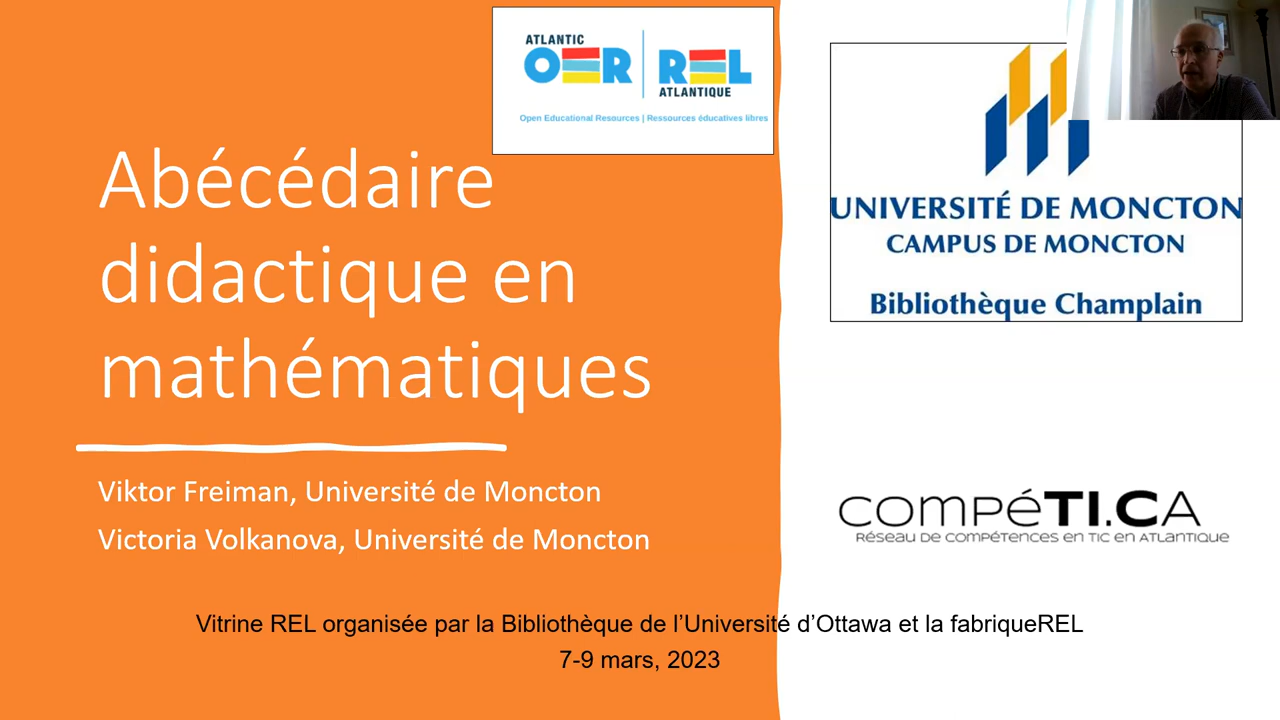 ATLANTIC
OER | REL
ATLANTIQUE
Open Educational Resources | Ressources éducatives libres
Abécédaire
didactique en
mathématiques
Viktor Freiman, Université de Moncton
Victoria Volkanova, Université de Moncton
UNIVERSITÉ DE MONCTON
CAMPUS DE MONCTON
Bibliothèque Champlain
compéTI.CA
Réseau de compétences en TIC en Atlantique
Vitrine REL organisée par la Bibliothèque de l’Université d’Ottawa et la fabriqueREL
7-9 mars, 2023